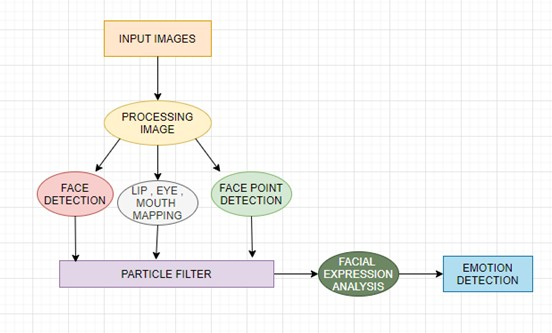 INPUT IMAGES
PROCESSING
IMAGE
FACE
DETECTION
LIP , EYE ,
MOUTH
MAPPING
FACE POINT
DETECTION
PARTICLE FILTER
FACIAL
EXPRESSION
ANALYSIS
EMOTION
DETECTION